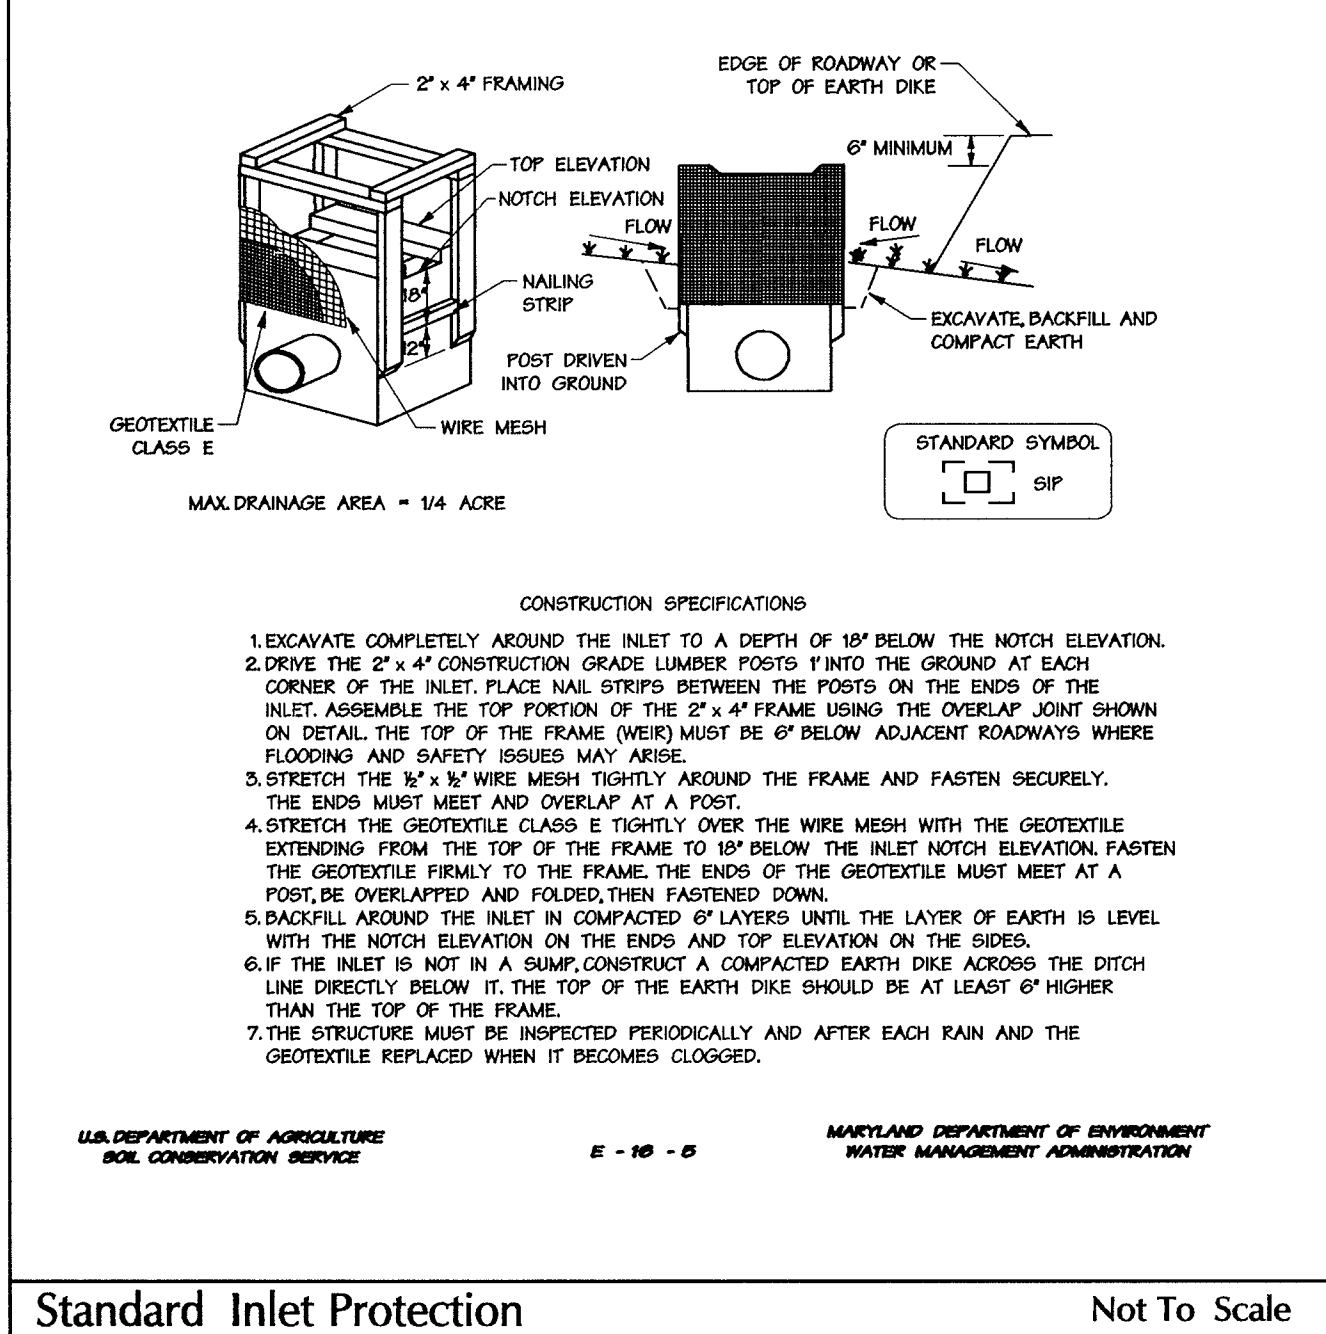 2" x 4" FRAMING
EDGE OF ROADWAY OR
TOP OF EARTH DIKE
6" MINIMUM
TOP ELEVATION
NOTCH ELEVATION
FLOW
FLOW
FLOW
NAILING
STRIP
18"
12"
EXCAVATE, BACKFILL AND
COMPACT EARTH
POST DRIVEN
INTO GROUND
GEOTEXTILE
CLASS E
WIRE MESH
STANDARD SYMBOL
SIP
MAX. DRAINAGE AREA = 1/4 ACRE
CONSTRUCTION SPECIFICATIONS
1. EXCAVATE COMPLETELY AROUND THE INLET TO A DEPTH OF 18" BELOW THE NOTCH ELEVATION.
2. DRIVE THE 2" x 4" CONSTRUCTION GRADE LUMBER POSTS 1' INTO THE GROUND AT EACH
CORNER OF THE INLET. PLACE NAIL STRIPS BETWEEN THE POSTS ON THE ENDS OF THE
INLET. ASSEMBLE THE TOP PORTION OF THE 2" x 4" FRAME USING THE OVERLAP JOINT SHOWN
ON DETAIL. THE TOP OF THE FRAME (WEIR) MUST BE 6" BELOW ADJACENT ROADWAYS WHERE
FLOODING AND SAFETY ISSUES MAY ARISE.
3. STRETCH THE ½" x ½" WIRE MESH TIGHTLY AROUND THE FRAME AND FASTEN SECURELY.
THE ENDS MUST MEET AND OVERLAP AT A POST.
4. STRETCH THE GEOTEXTILE CLASS E TIGHTLY OVER THE WIRE MESH WITH THE GEOTEXTILE
EXTENDING FROM THE TOP OF THE FRAME TO 18" BELOW THE INLET NOTCH ELEVATION. FASTEN
THE GEOTEXTILE FIRMLY TO THE FRAME. THE ENDS OF THE GEOTEXTILE MUST MEET AT A
POST, BE OVERLAPPED AND FOLDED, THEN FASTENED DOWN.
5. BACKFILL AROUND THE INLET IN COMPACTED 6" LAYERS UNTIL THE LAYER OF EARTH IS LEVEL
WITH THE NOTCH ELEVATION ON THE ENDS AND TOP ELEVATION ON THE SIDES.
6. IF THE INLET IS NOT IN A SUMP, CONSTRUCT A COMPACTED EARTH DIKE ACROSS THE DITCH
LINE DIRECTLY BELOW IT. THE TOP OF THE EARTH DIKE SHOULD BE AT LEAST 6" HIGHER
THAN THE TOP OF THE FRAME.
7. THE STRUCTURE MUST BE INSPECTED PERIODICALLY AND AFTER EACH RAIN AND THE
GEOTEXTILE REPLACED WHEN IT BECOMES CLOGGED.
U.S. DEPARTMENT OF AGRICULTURE
SOIL CONSERVATION SERVICE
E - 16 - 5
MARYLAND DEPARTMENT OF ENVIRONMENT
WATER MANAGEMENT ADMINISTRATION
Standard Inlet Protection
Not To Scale